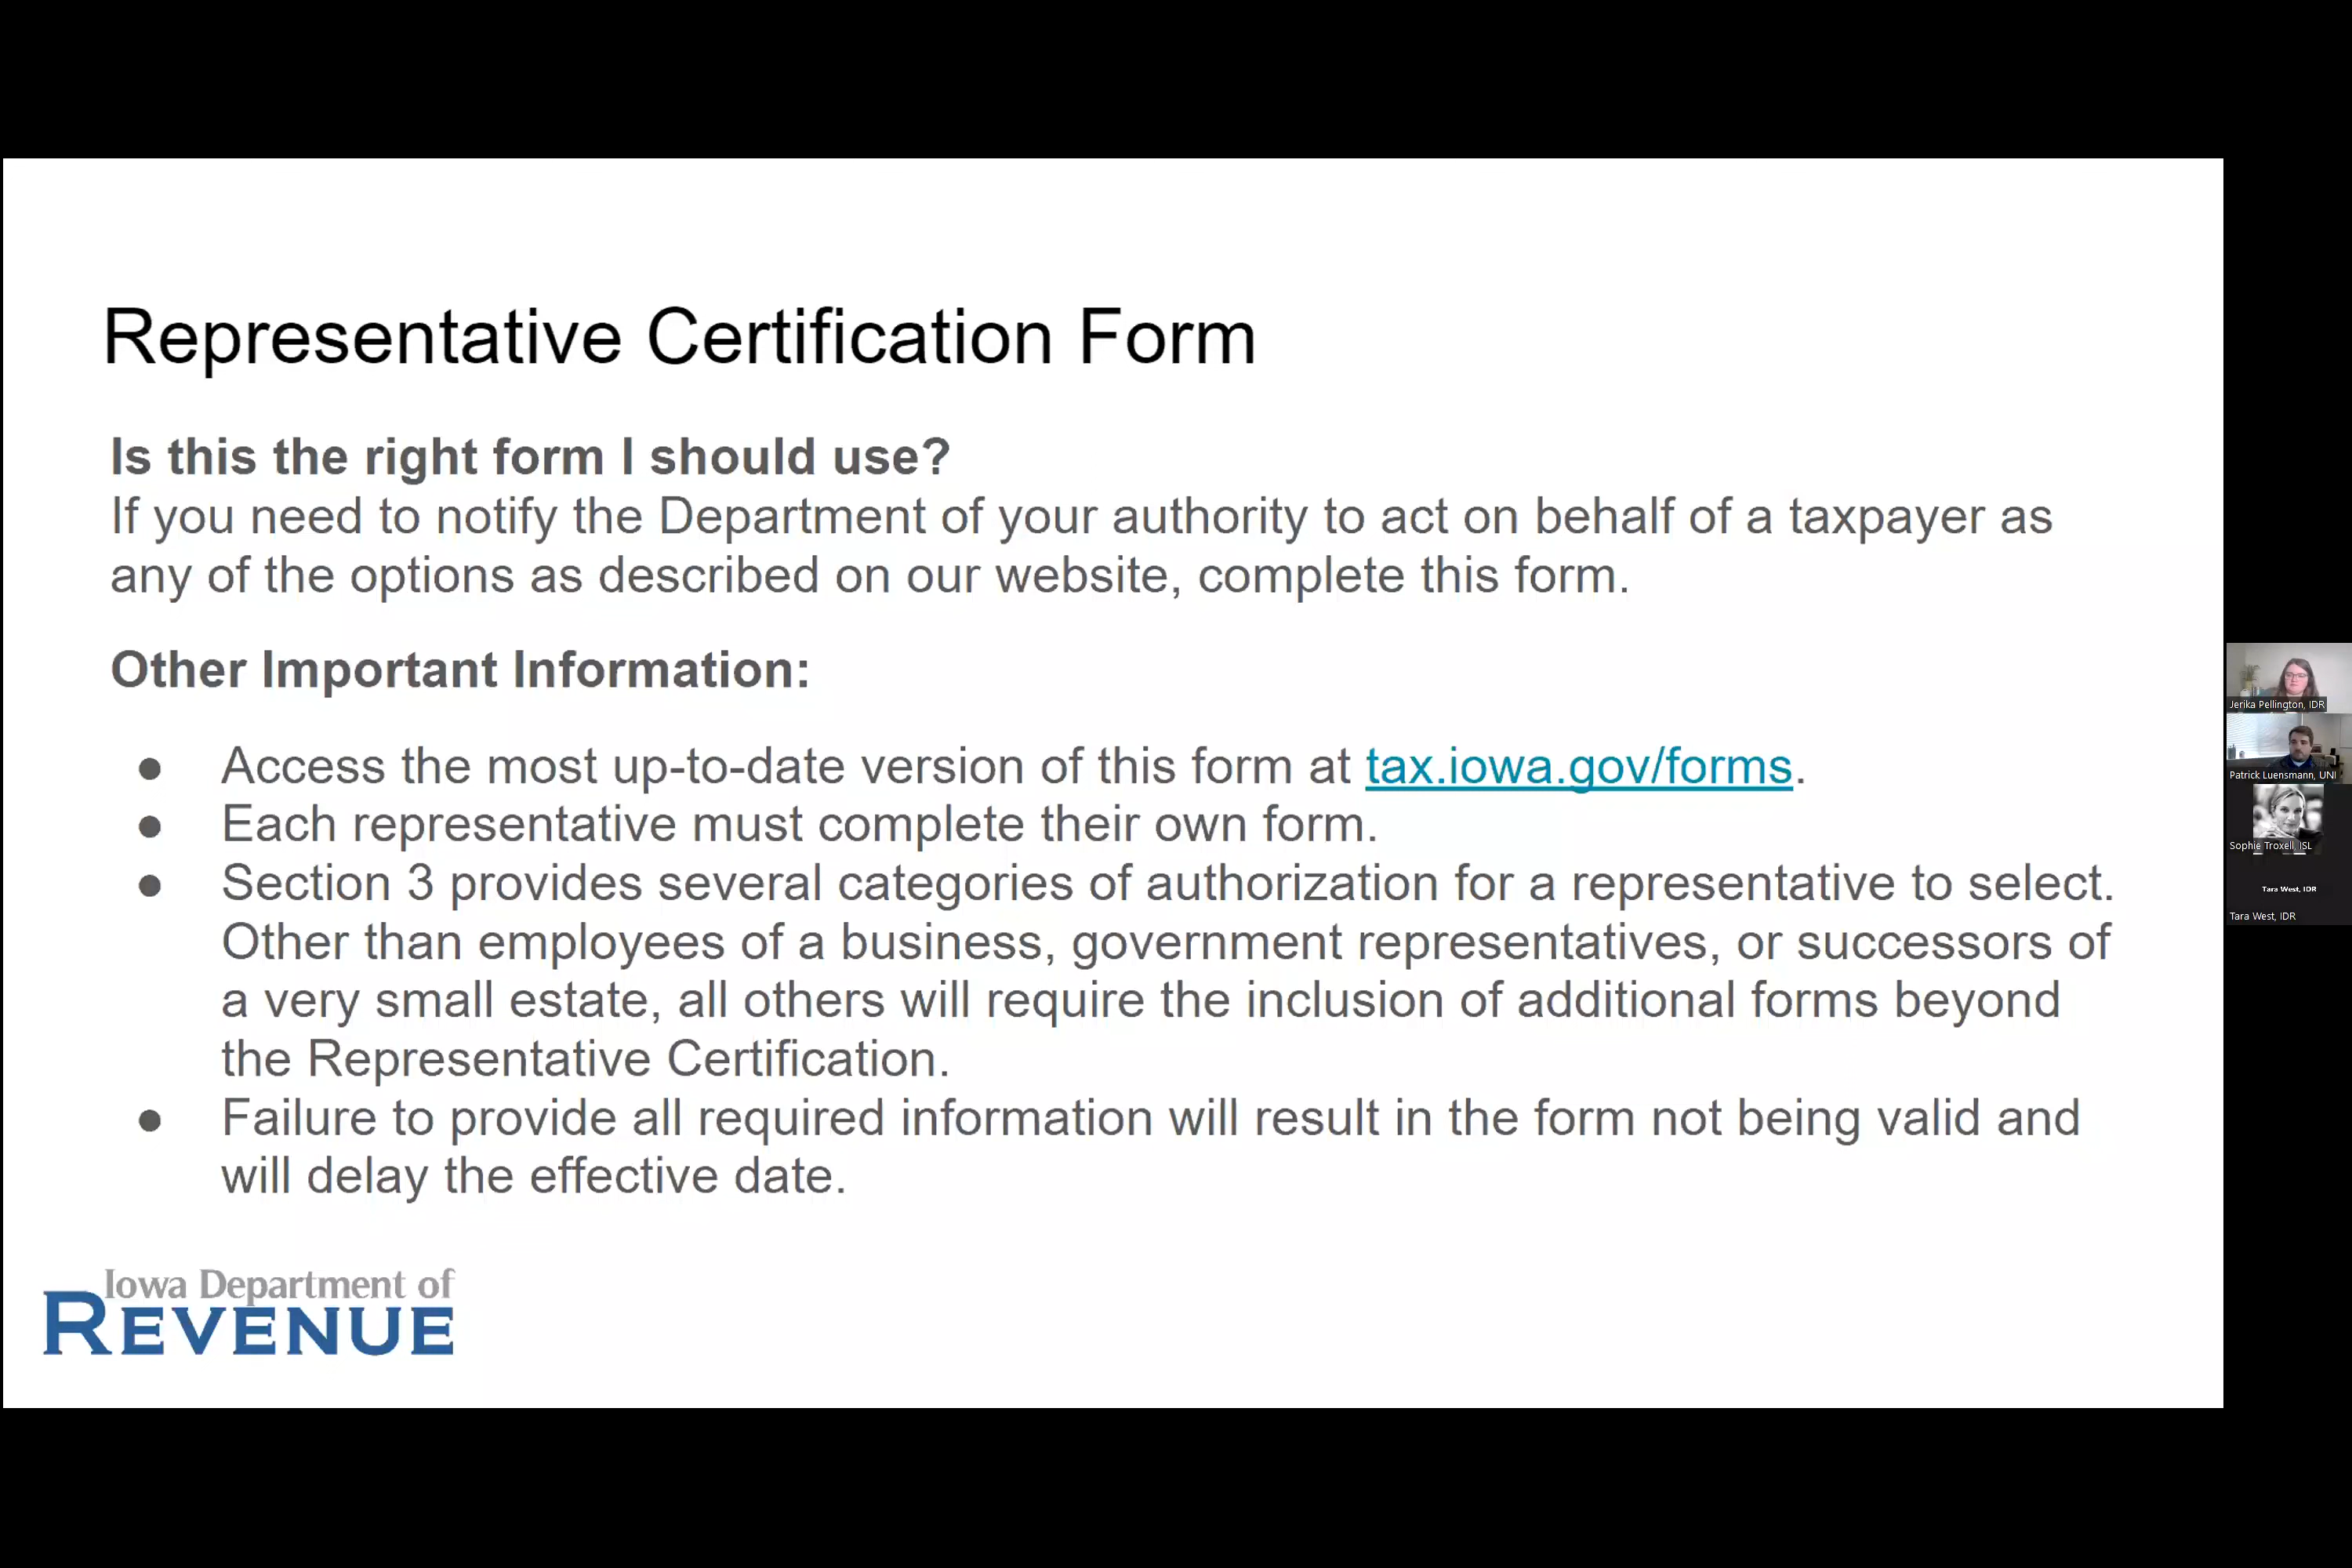 Representative Certification Form
Is this the right form I should use?
If you need to notify the Department of your authority to act on behalf of a taxpayer as
any of the options as described on our website, complete this form.
Other Important Information:
● Access the most up-to-date version of this form at tax.iowa.gov/forms.
● Each representative must complete their own form.
● Section 3 provides several categories of authorization for a representative to select.
Other than employees of a business, government representatives, or successors of
a very small estate, all others will require the inclusion of additional forms beyond
the Representative Certification.
● Failure to provide all required information will result in the form not being valid and
will delay the effective date.
Iowa Department of
REVENUE
Jerika Pellington, IDR
Patrick Luensmann, UNI
Sophie Troxell, ISL
Tara West, IDR
Tara West, IDR